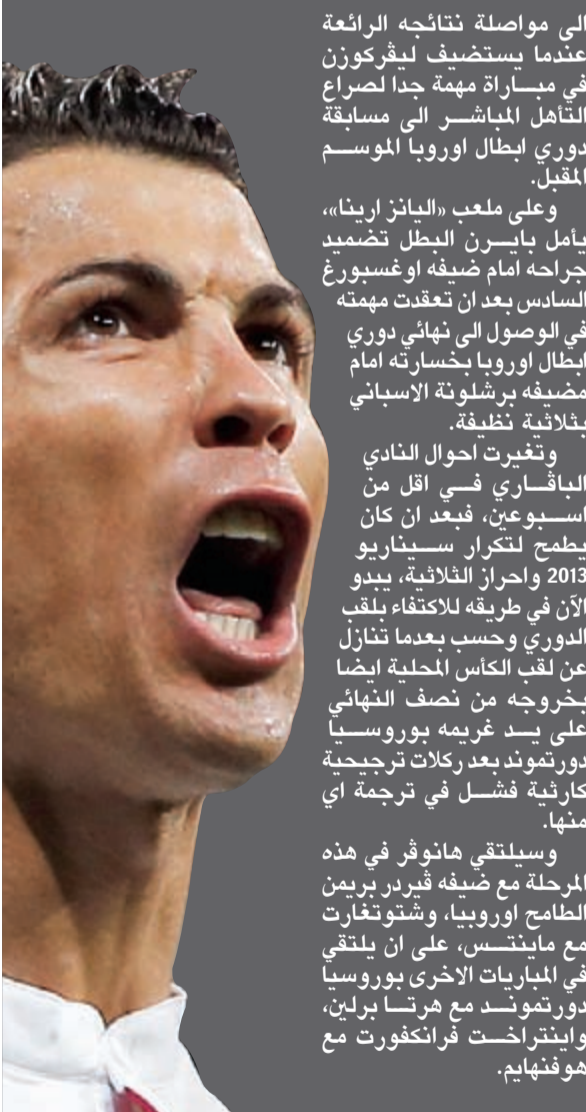 الى مواصلة نتائجه الرائعة
عندما يستضيف ليڤركوزن
في مباراة مهمة جدا لصراع
التأهل المباشر الى مسابقة
دوري ابطال اوروبا الموسم
المقبل.
وعلى ملعب «اليانز ارينا»،
يأمل بايرن البطل تضميد
جراحه امام ضيفه اوغسبورغ
السادس بعد ان تعقدت مهمته
في الوصول الى نهائي دوري
ابطال اوروبا بخسارته امام
مضيفه برشلونة الاسباني
بثلاثية نظيفة.
وتغيرت احوال النادي
الباڤاري في اقل من
اسبوعين، فبعد ان كان
يطمح لتكرار سيناريو
2013 واحراز الثلاثية، يبدو
الآن في طريقه للاكتفاء بلقب
الدوري وحسب بعدما تنازل
عن لقب الكأس المحلية ايضا
بخروجه من نصف النهائي
على يد غريمه بوروسيا
دورتموند بعد ركلات ترجيحية
كارثية فشل في ترجمة اي
منها.
وسيلتقي هانوڤر في هذه
المرحلة مع ضيفه ڤيردر بريمن
الطامح اوروبيا، وشتوتغارت
مع ماينتس، على ان يلتقي
في المباريات الاخرى بوروسيا
دورتموند مع هرتا برلين،
واينتراخت فرانكفورت مع
هوفنهايم.